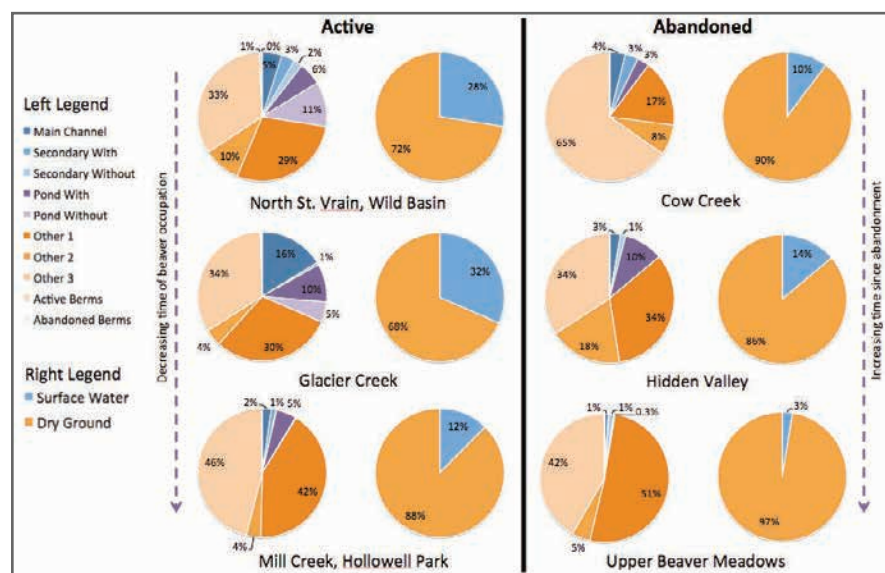 Active
Abandoned
Decreasing time of beaver occupation
Left Legend
Main Channel
Secondary With
Secondary Without
Pond With
Pond Without
Other 1
Other 2
Other 3
Active Berms
Abandoned Berms
Right Legend
Surface Water
Dry Ground
1% 0% 5% 3% 2% 6% 11% 29% 10% 33%
28% 72%
North St. Vrain, Wild Basin
16% 1% 10% 5% 30% 4% 34%
32% 68%
Glacier Creek
2% 1% 5% 42% 4% 46%
12% 88%
Mill Creek, Hollowell Park
4% 3% 3% 17% 8% 65%
10% 90%
Cow Creek
3% 1% 10% 34% 18% 34%
14% 86%
Hidden Valley
1% 1% 0.3% 51% 5% 42%
3% 97%
Upper Beaver Meadows
Increasing time since abandonment